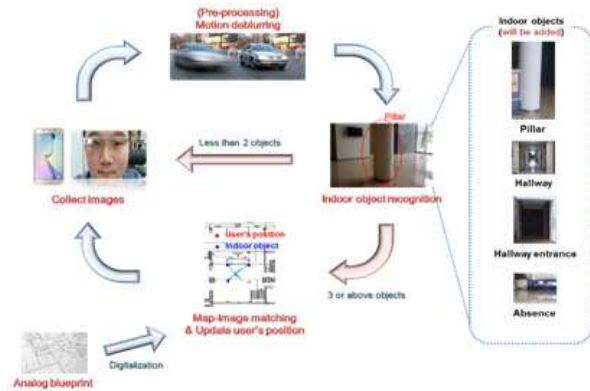 (Pre-processing)
Motion deblurring
Indoor objects
(will be added)
Pillar
Pillar
Less than 2 objects
Collect images
Indoor object recognition
Hallway
User's position
Indoor object
Hallway entrance
3 or above objects
Map-Image matching
& Update user's position
Absence
Digitalization
Analog blueprint